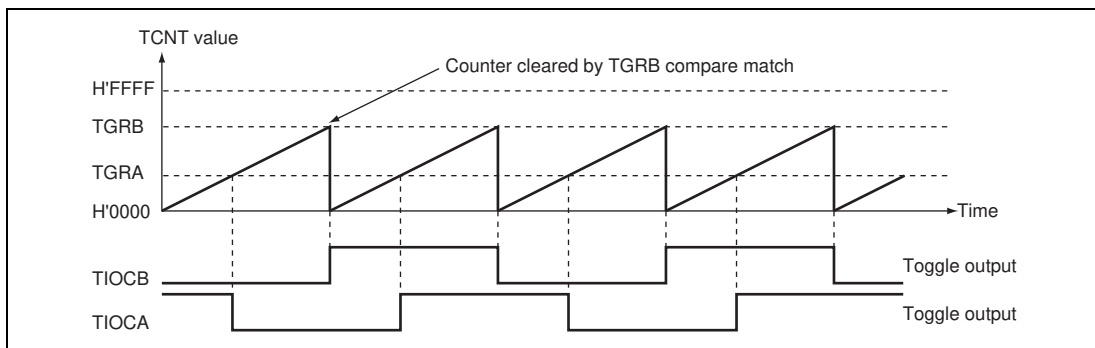 TCNT value
Counter cleared by TGRB compare match
H'FFFF
TGRB
TGRA
H'0000
Time
TIOCB
Toggle output
TIOCA
Toggle output